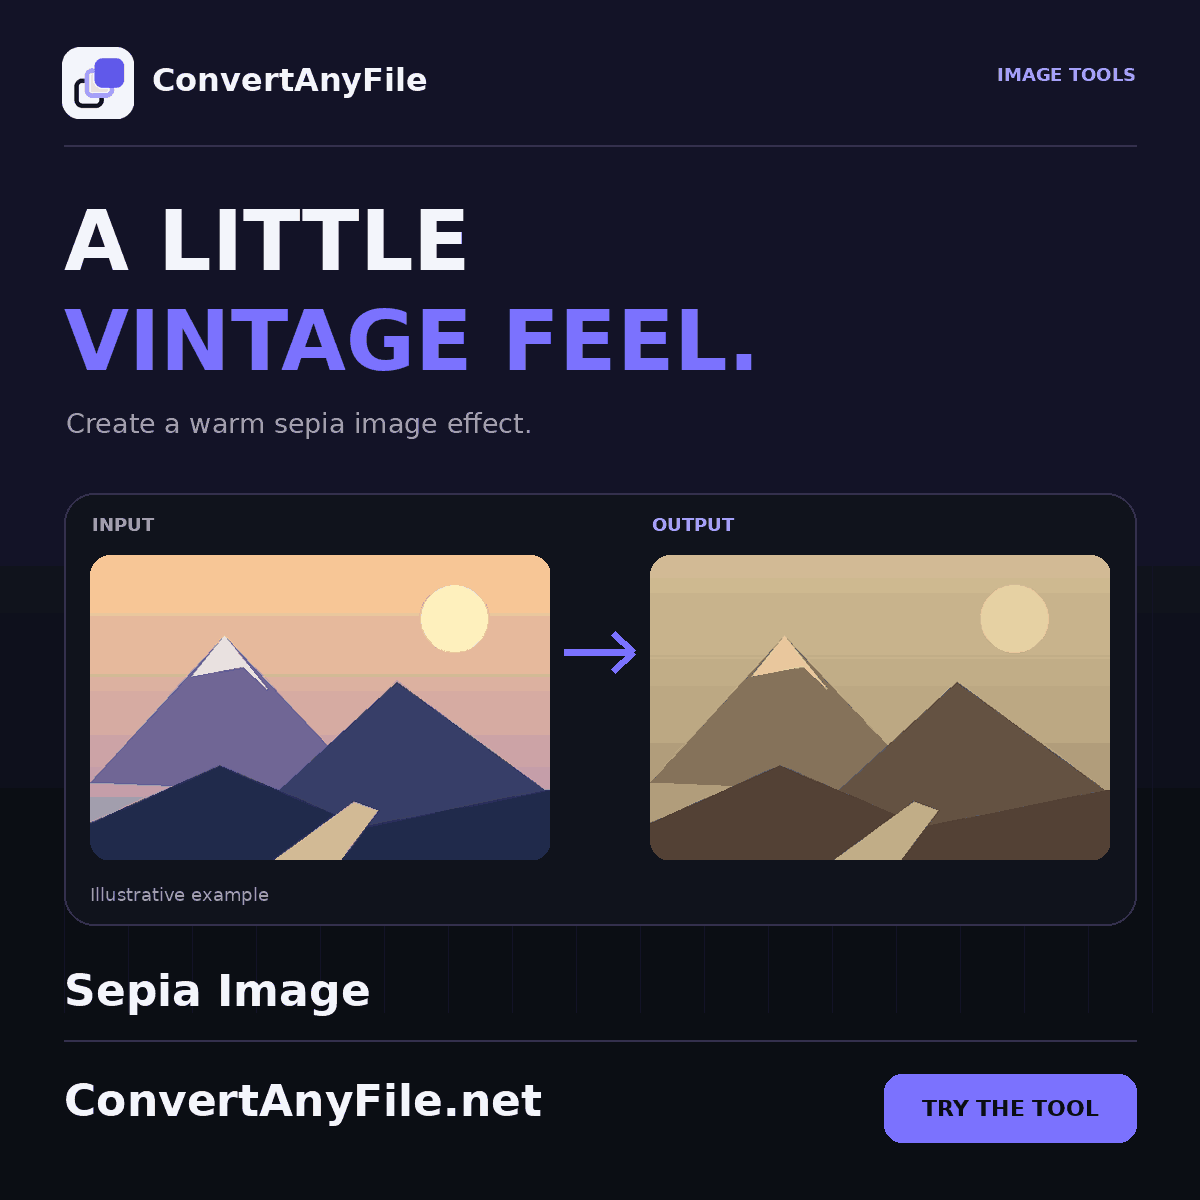 ConvertAnyFile
IMAGE TOOLS
A LITTLE
VINTAGE FEEL.
Create a warm sepia image effect.
INPUT
OUTPUT
Illustrative example
Sepia Image
ConvertAnyFile.net
TRY THE TOOL